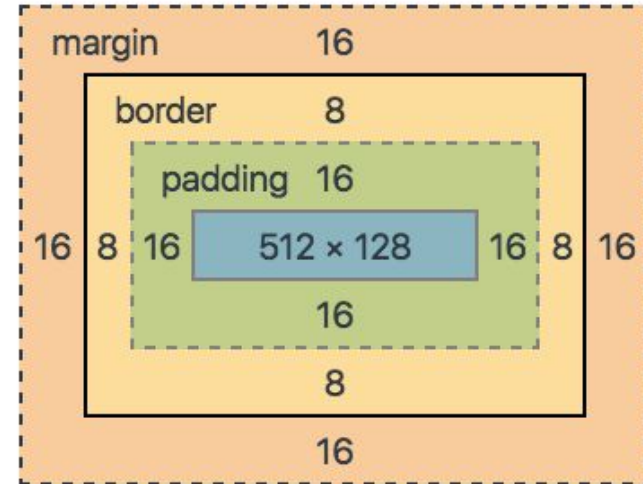 margin 16
border 8
padding 16
16 8 16 512 × 128 16 8 16
16
8
16